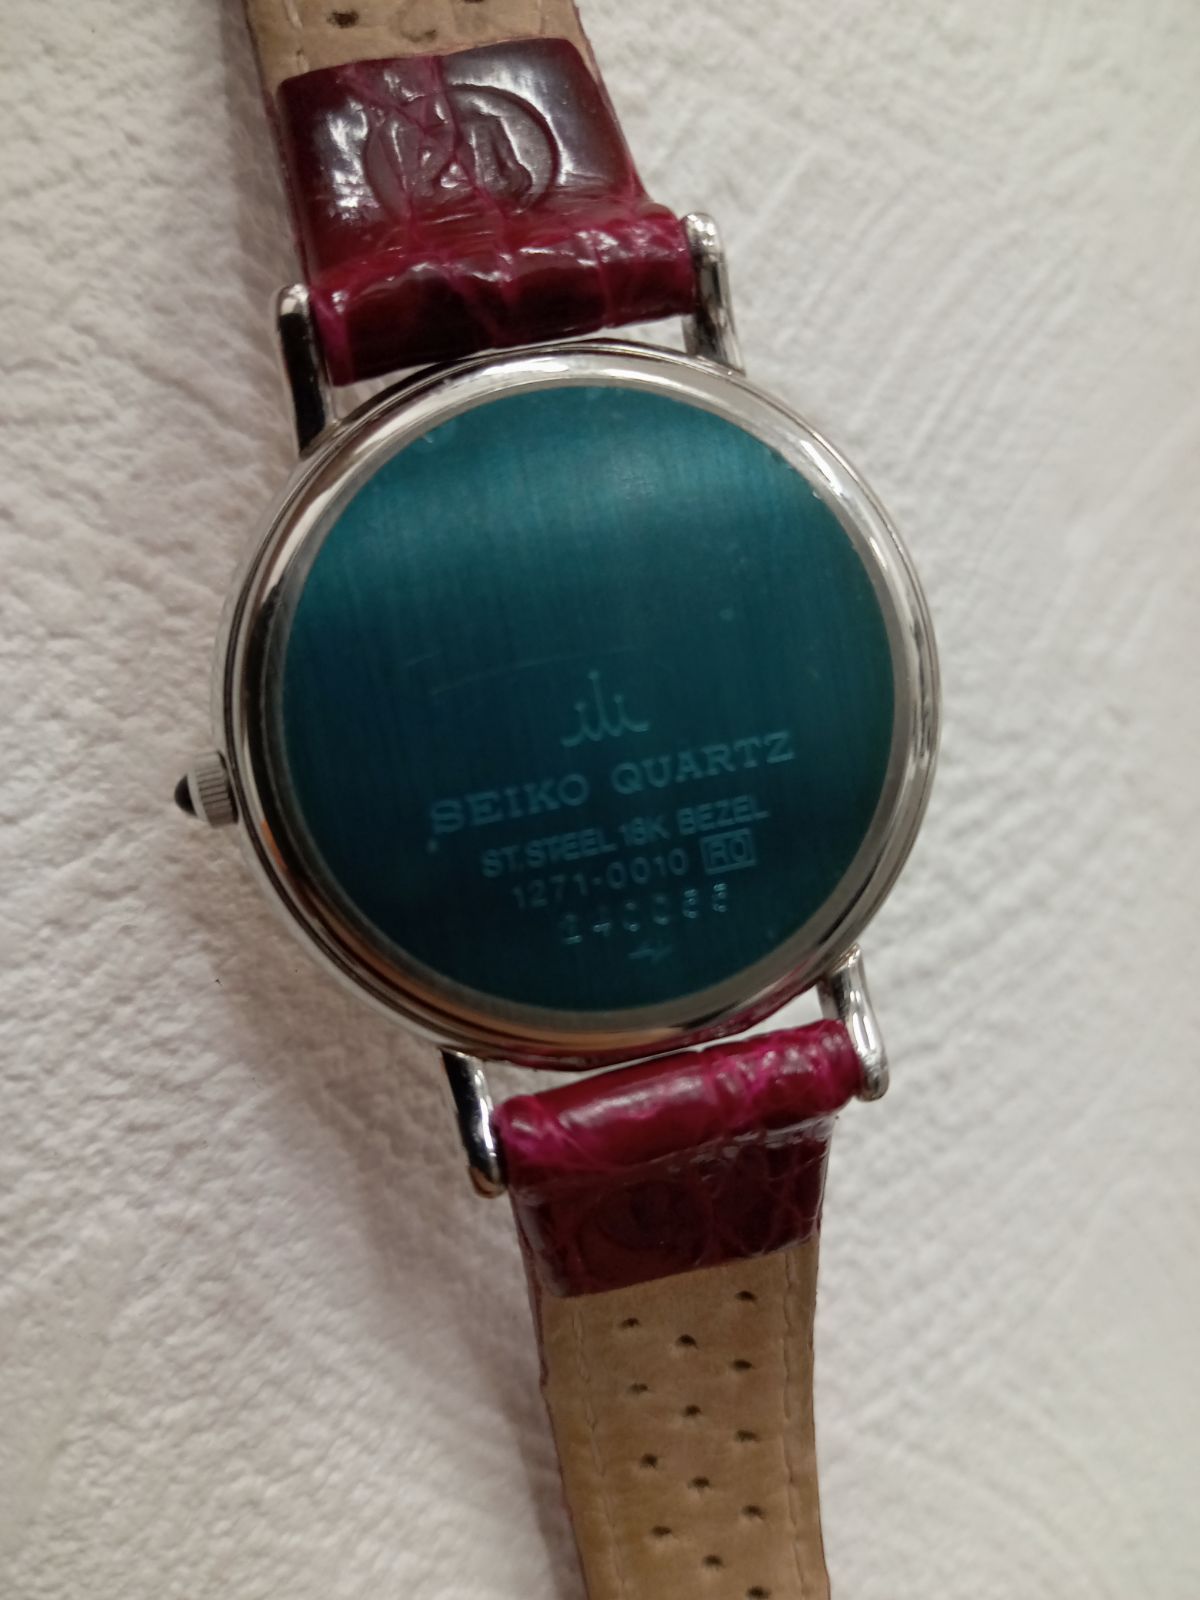 SEIKO QUARTZ
ST.STEEL 18K BEZEL
1271-0010 RO